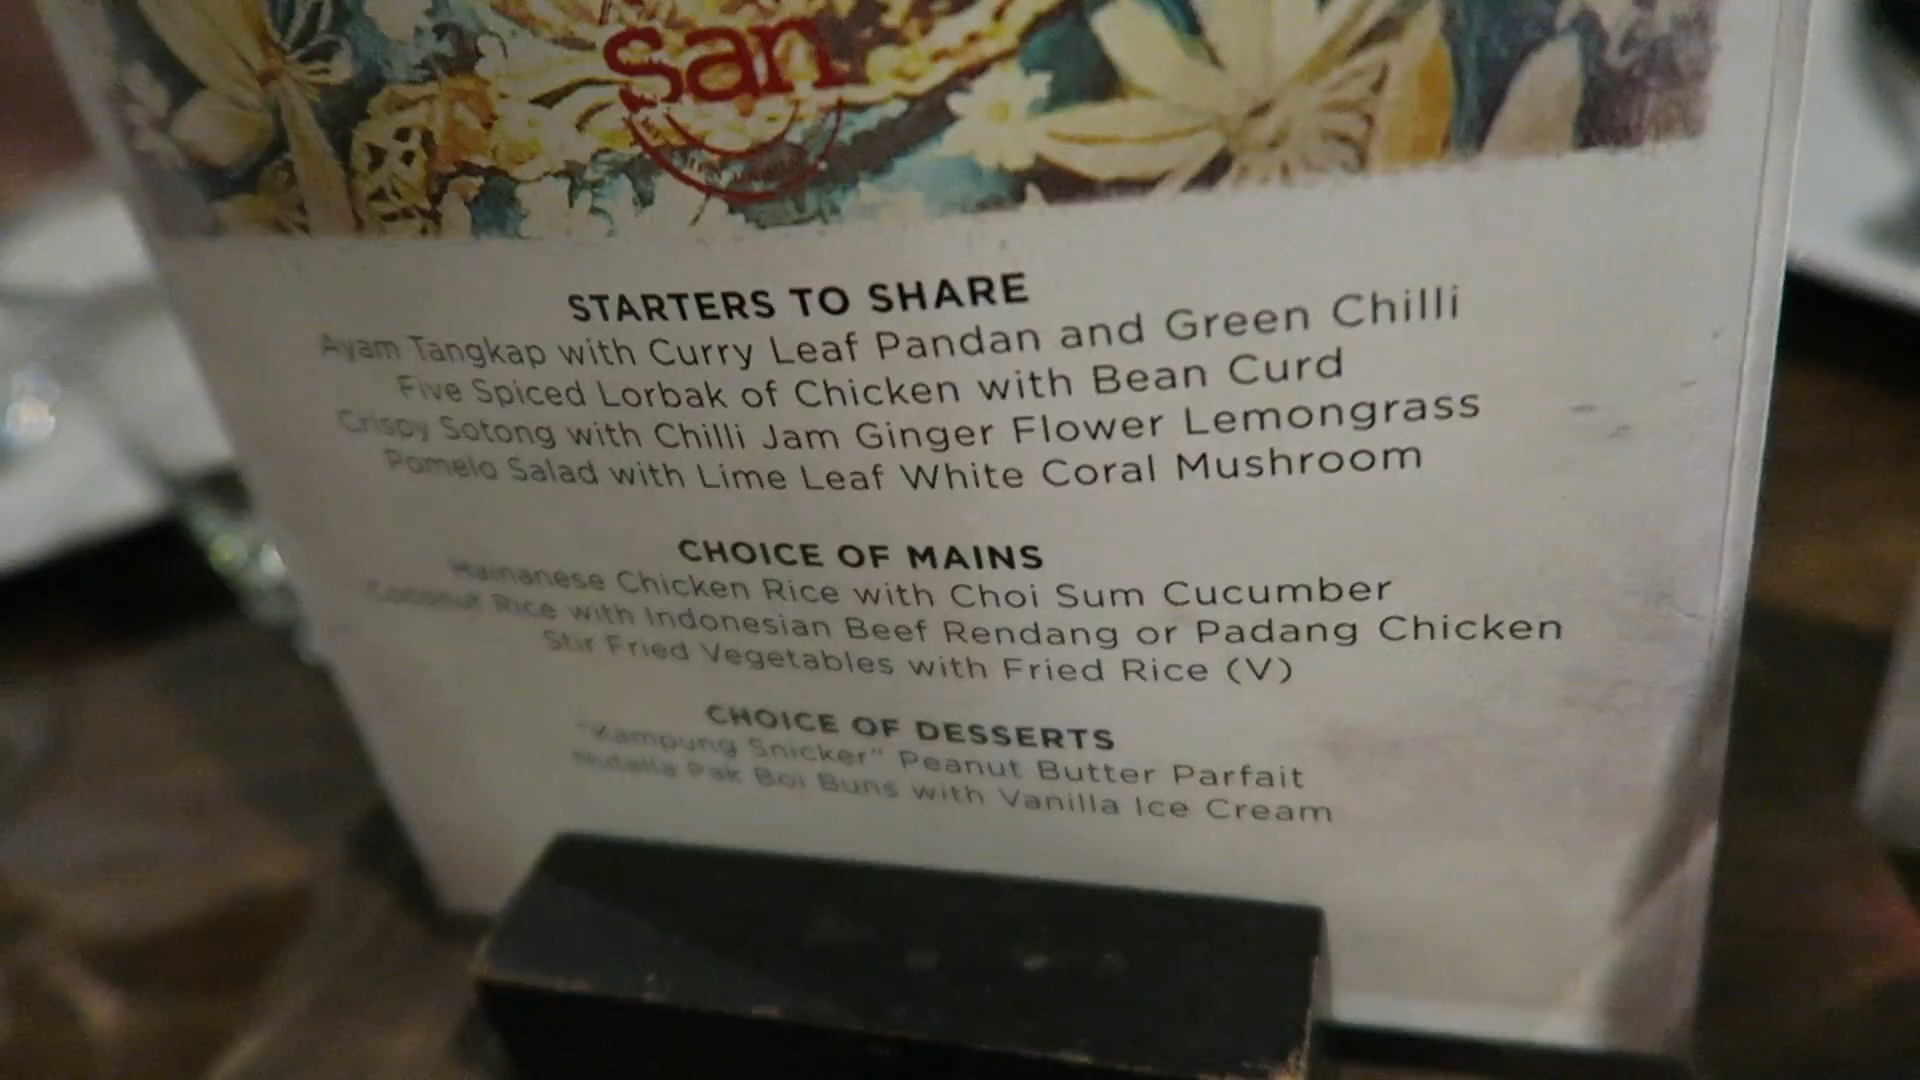 san
STARTERS TO SHARE
Ayam Tangkap with Curry Leaf Pandan and Green Chilli
Five Spiced Lorbak of Chicken with Bean Curd
Crispy Sotong with Chilli Jam Ginger Flower Lemongrass
Pomelo Salad with Lime Leaf White Coral Mushroom
CHOICE OF MAINS
Hainanese Chicken Rice with Choi Sum Cucumber
Coconut Rice with Indonesian Beef Rendang or Padang Chicken
Stir Fried Vegetables with Fried Rice (V)
CHOICE OF DESSERTS
"Kampung Snicker" Peanut Butter Parfait
Nutella Pak Boi Buns with Vanilla Ice Cream